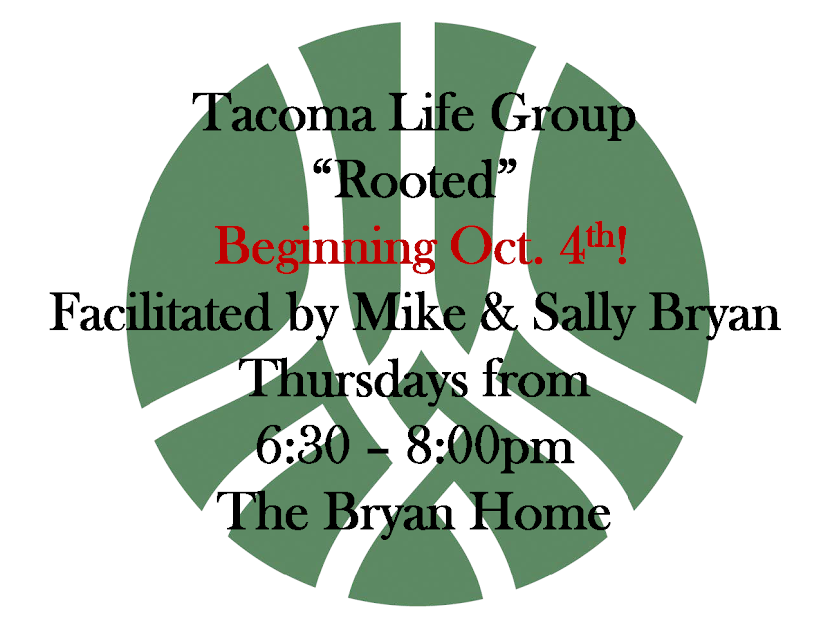 Tacoma Life Group
“Rooted”
Beginning Oct. 4th!
Facilitated by Mike & Sally Bryan
Thursdays from
6:30 – 8:00pm
The Bryan Home